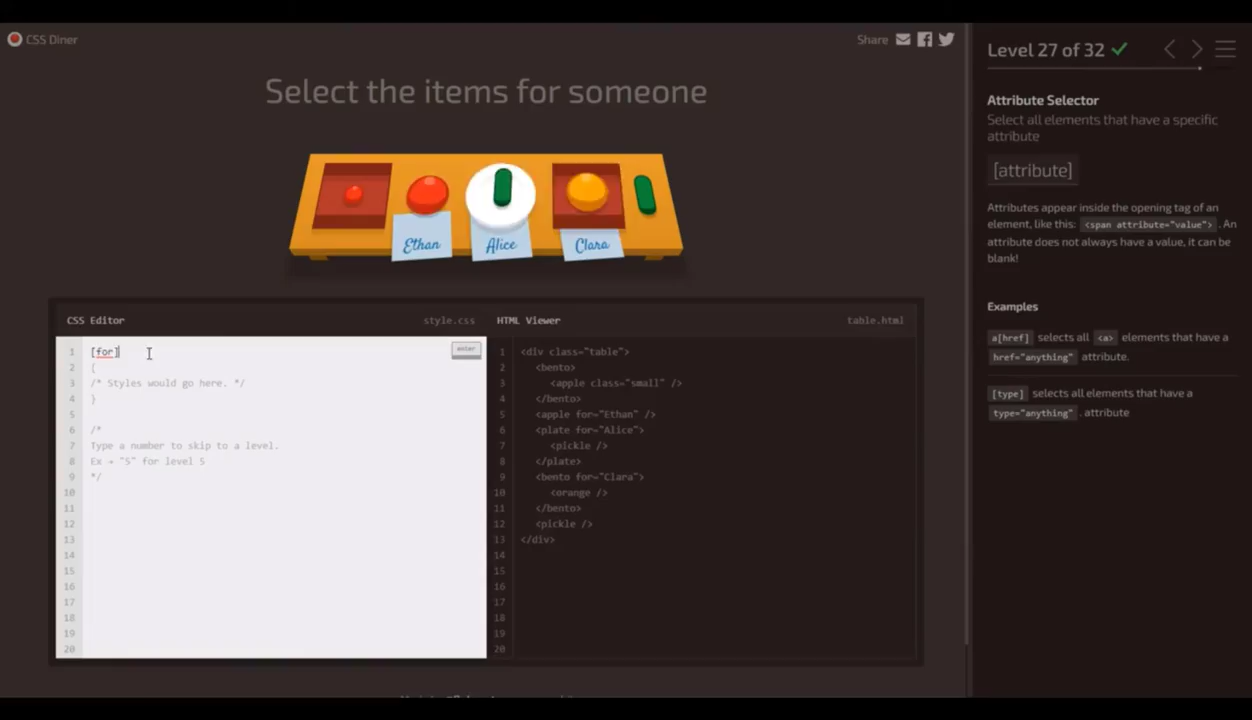 CSS Diner
Share
Select the items for someone
Ethan
Alice
Clara
CSS Editor
style.css
1 [for]
enter
2 {
3 /* Styles would go here. */
4 }
5
6 /*
7 Type a number to skip to a level.
8 Ex → "5" for level 5
9 */
10
11
12
13
14
15
16
17
18
19
20
HTML Viewer
table.html
1 <div class="table">
2 <bento>
3 <apple class="small" />
4 </bento>
5 <apple for="Ethan" />
6 <plate for="Alice">
7 <pickle />
8 </plate>
9 <bento for="Clara">
10 <orange />
11 </bento>
12 <pickle />
13 </div>
14
15
16
17
18
19
20
Level 27 of 32
Attribute Selector
Select all elements that have a specific
attribute
[attribute]
Attributes appear inside the opening tag of an
element, like this: <span attribute="value"> . An
attribute does not always have a value, it can be
blank!
Examples
a[href] selects all <a> elements that have a
href="anything" attribute.
[type] selects all elements that have a
type="anything" . attribute